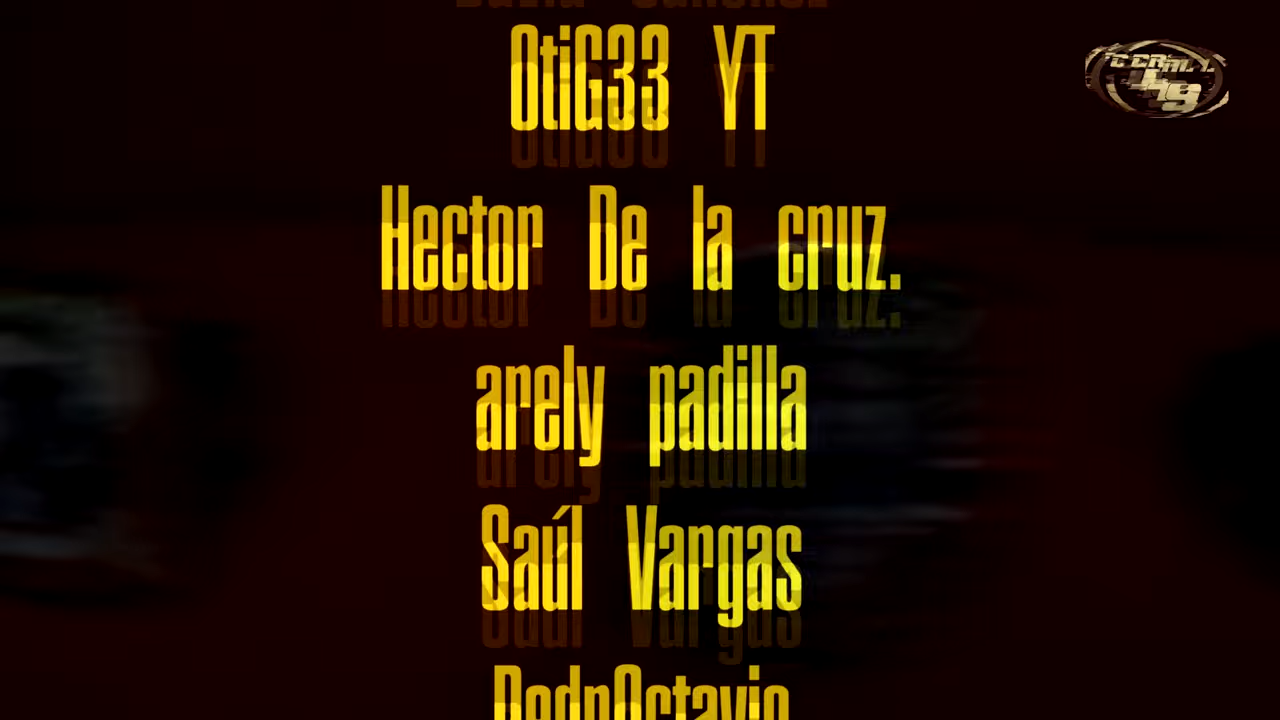 OtiG33 YT
Hector De la cruz.
arely padilla
Saúl Vargas